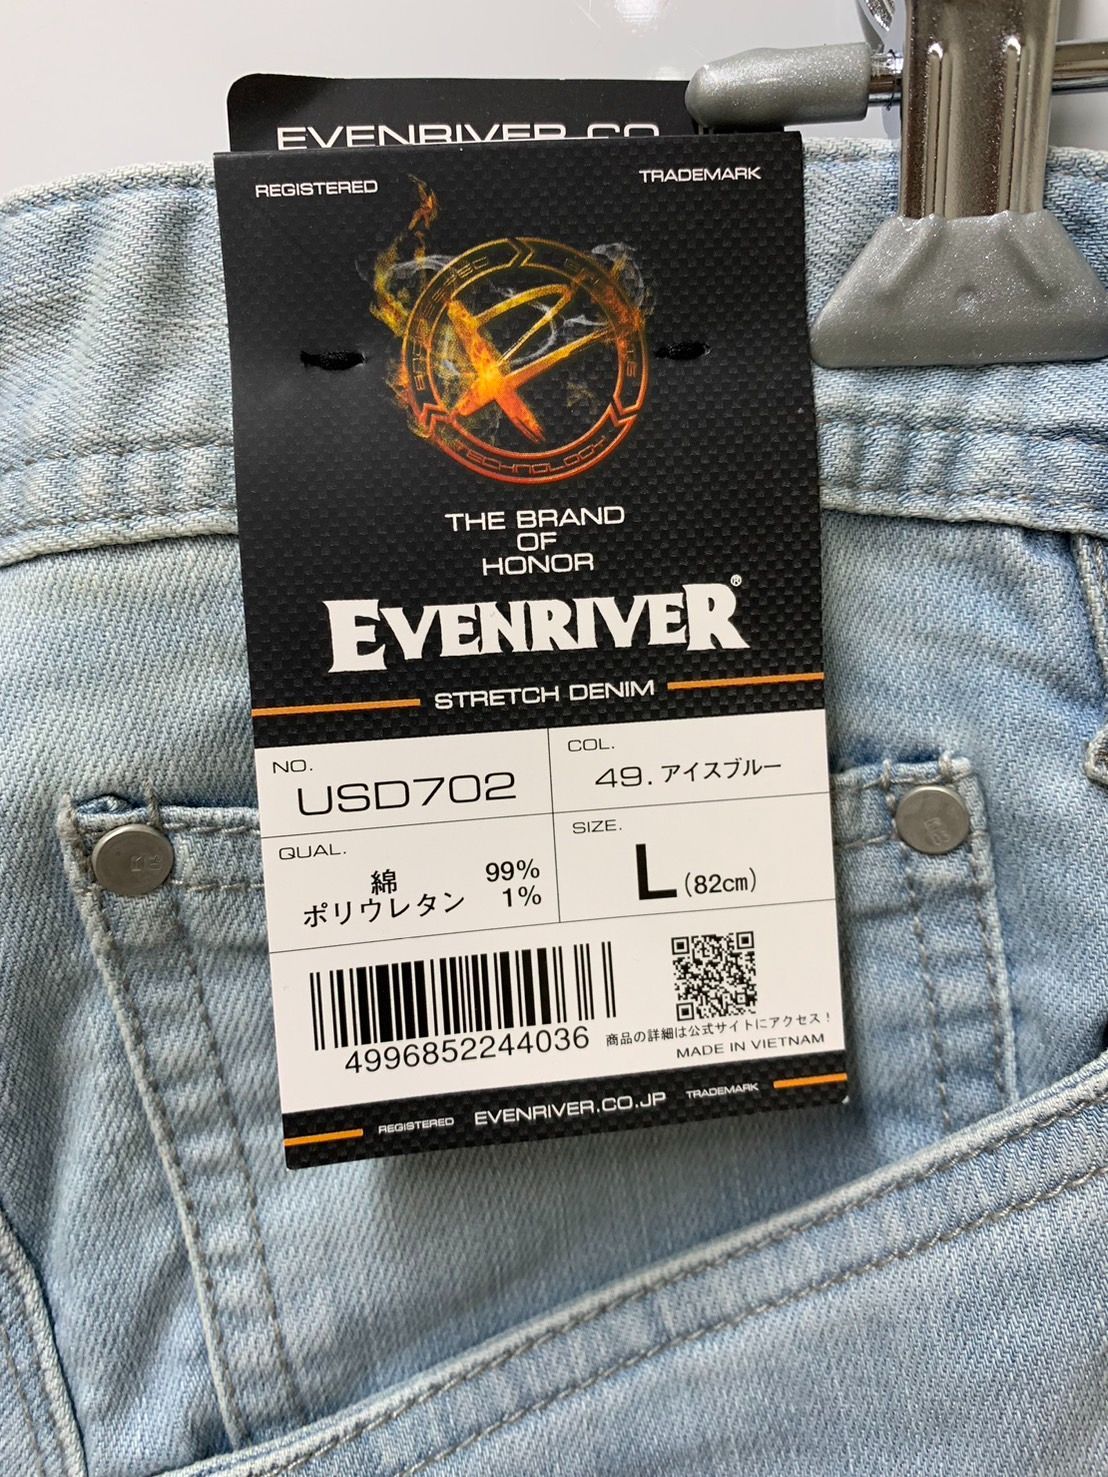 EVENRIVER CO
REGISTERED
TRADEMARK
TECHNOLOGY
THE BRAND
OF
HONOR
EVENRIVER®
STRETCH DENIM
NO.
USD702
COL.
49. アイスブルー
QUAL.
綿 99%
ポリウレタン 1%
SIZE.
L (82cm)
4996852244036
商品の詳細は公式サイトにアクセス!
MADE IN VIETNAM
REGISTERED EVENRIVER.CO.JP TRADEMARK